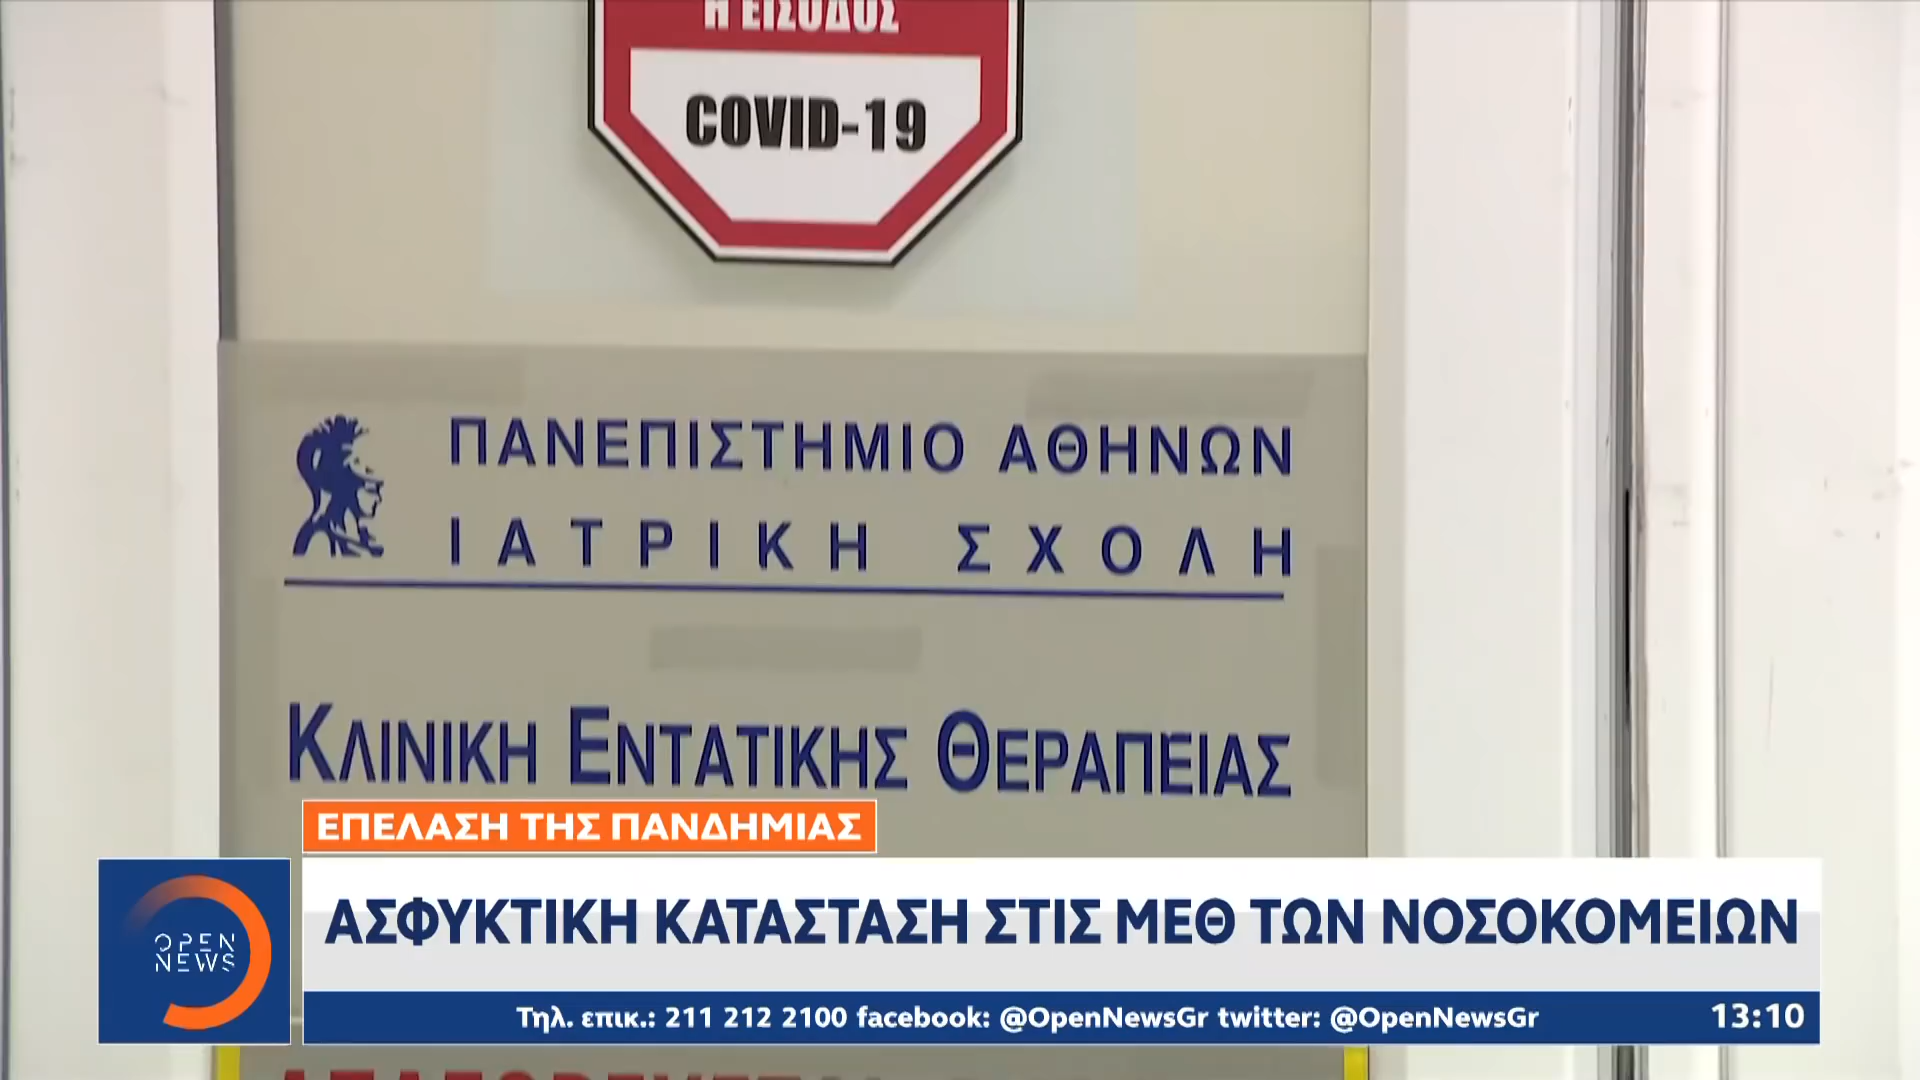 Η ΕΙΣΟΔΟΣ
COVID-19
ΠΑΝΕΠΙΣΤΗΜΙΟ ΑΘΗΝΩΝ
ΙΑΤΡΙΚΗ ΣΧΟΛΗ
ΚΛΙΝΙΚΗ ΕΝΤΑΤΙΚΗΣ ΘΕΡΑΠΕΙΑΣ
ΕΠΕΛΑΣΗ ΤΗΣ ΠΑΝΔΗΜΙΑΣ
OPEN
NEWS
ΑΣΦΥΚΤΙΚΗ ΚΑΤΑΣΤΑΣΗ ΣΤΙΣ ΜΕΘ ΤΩΝ ΝΟΣΟΚΟΜΕΙΩΝ
Τηλ. επικ.: 211 212 2100 facebook: @OpenNewsGr twitter: @OpenNewsGr 13:10